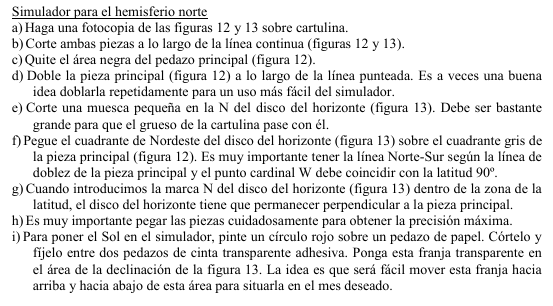 Simulador para el hemisferio norte
a) Haga una fotocopia de las figuras 12 y 13 sobre cartulina.
b) Corte ambas piezas a lo largo de la línea continua (figuras 12 y 13).
c) Quite el área negra del pedazo principal (figura 12).
d) Doble la pieza principal (figura 12) a lo largo de la línea punteada. Es a veces una buena
idea doblarla repetidamente para un uso más fácil del simulador.
e) Corte una muesca pequeña en la N del disco del horizonte (figura 13). Debe ser bastante
grande para que el grueso de la cartulina pase con él.
f) Pegue el cuadrante de Nordeste del disco del horizonte (figura 13) sobre el cuadrante gris de
la pieza principal (figura 12). Es muy importante tener la línea Norte-Sur según la línea de
doblez de la pieza principal y el punto cardinal W debe coincidir con la latitud 90º.
g) Cuando introducimos la marca N del disco del horizonte (figura 13) dentro de la zona de la
latitud, el disco del horizonte tiene que permanecer perpendicular a la pieza principal.
h) Es muy importante pegar las piezas cuidadosamente para obtener la precisión máxima.
i) Para poner el Sol en el simulador, pinte un círculo rojo sobre un pedazo de papel. Córtelo y
fíjelo entre dos pedazos de cinta transparente adhesiva. Ponga esta franja transparente en
el área de la declinación de la figura 13. La idea es que será fácil mover esta franja hacia
arriba y hacia abajo de esta área para situarla en el mes deseado.